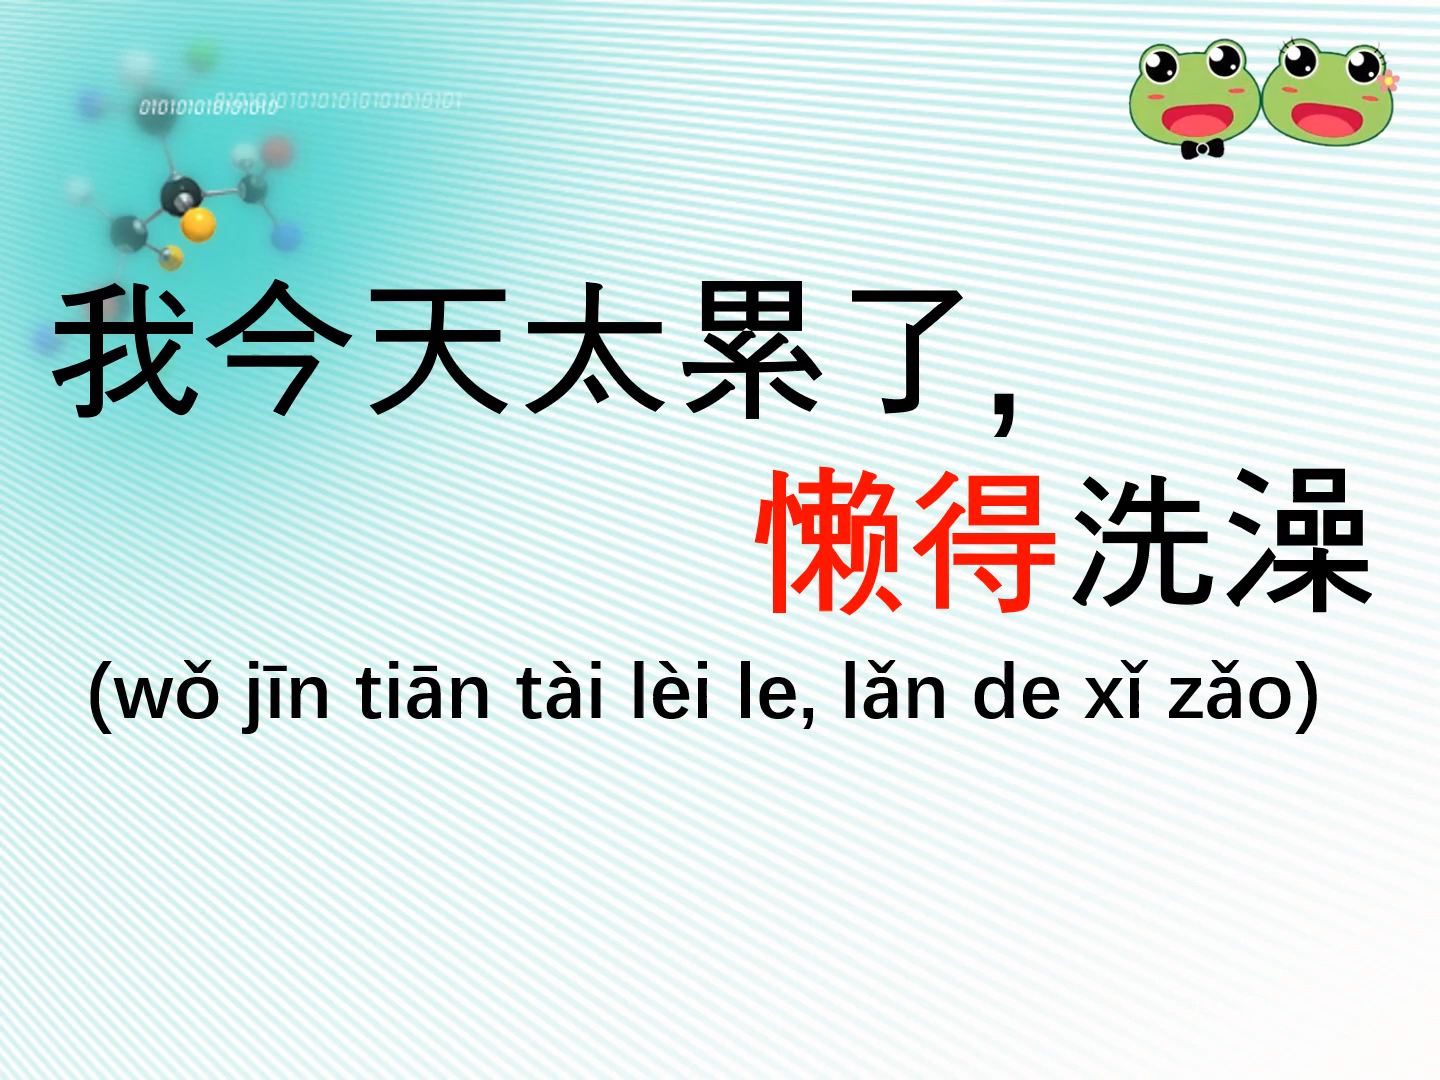 我今天太累了,
懒得洗澡
(wǒ jīn tiān tài lèi le, lǎn de xǐ zǎo)